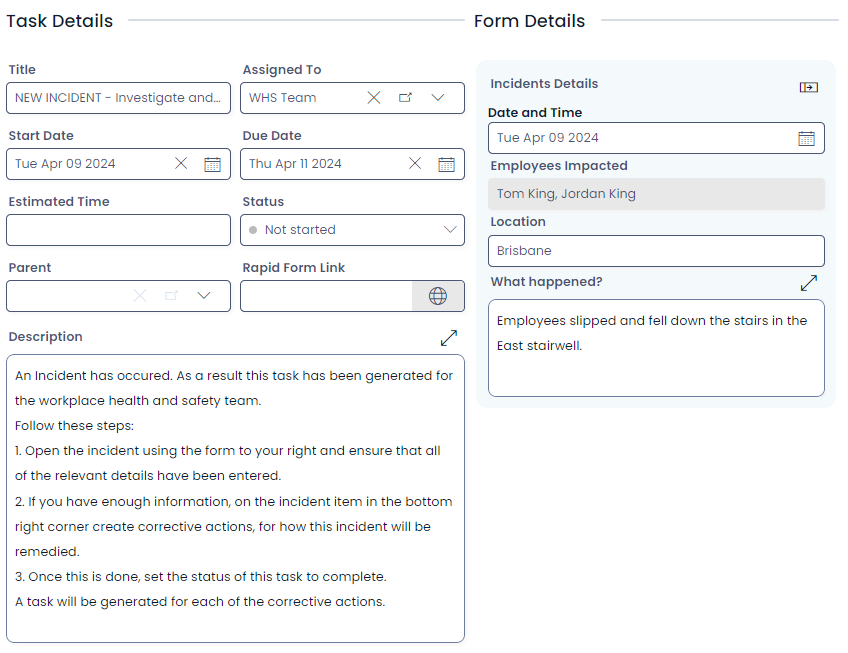 Task Details
Form Details
Title
Assigned To
NEW INCIDENT - Investigate and...
WHS Team
Start Date
Due Date
Tue Apr 09 2024
Thu Apr 11 2024
Estimated Time
Status
Not started
Parent
Rapid Form Link
Description
An Incident has occured. As a result this task has been generated for
the workplace health and safety team.
Follow these steps:
1. Open the incident using the form to your right and ensure that all
of the relevant details have been entered.
2. If you have enough information, on the incident item in the bottom
right corner create corrective actions, for how this incident will be
remedied.
3. Once this is done, set the status of this task to complete.
A task will be generated for each of the corrective actions.
Incidents Details
Date and Time
Tue Apr 09 2024
Employees Impacted
Tom King, Jordan King
Location
Brisbane
What happened?
Employees slipped and fell down the stairs in the
East stairwell.